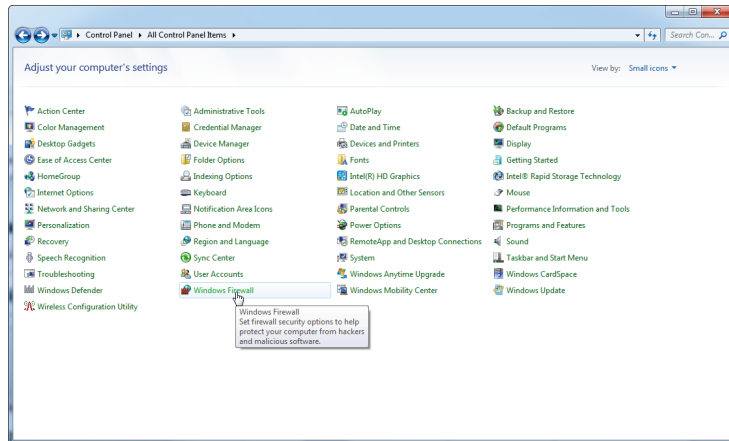 Control Panel ▸ All Control Panel Items ▸
Search Con...
Adjust your computer's settings
View by: Small icons
Action Center
Administrative Tools
AutoPlay
Backup and Restore
Color Management
Credential Manager
Date and Time
Default Programs
Desktop Gadgets
Device Manager
Devices and Printers
Display
Ease of Access Center
Folder Options
Fonts
Getting Started
HomeGroup
Indexing Options
Intel(R) HD Graphics
Intel® Rapid Storage Technology
Internet Options
Keyboard
Location and Other Sensors
Mouse
Network and Sharing Center
Notification Area Icons
Parental Controls
Performance Information and Tools
Personalization
Phone and Modem
Power Options
Programs and Features
Recovery
Region and Language
RemoteApp and Desktop Connections
Sound
Speech Recognition
Sync Center
System
Taskbar and Start Menu
Troubleshooting
User Accounts
Windows Anytime Upgrade
Windows CardSpace
Windows Defender
Windows Firewall
Windows Mobility Center
Windows Update
Wireless Configuration Utility
Windows Firewall
Set firewall security options to help
protect your computer from hackers
and malicious software.